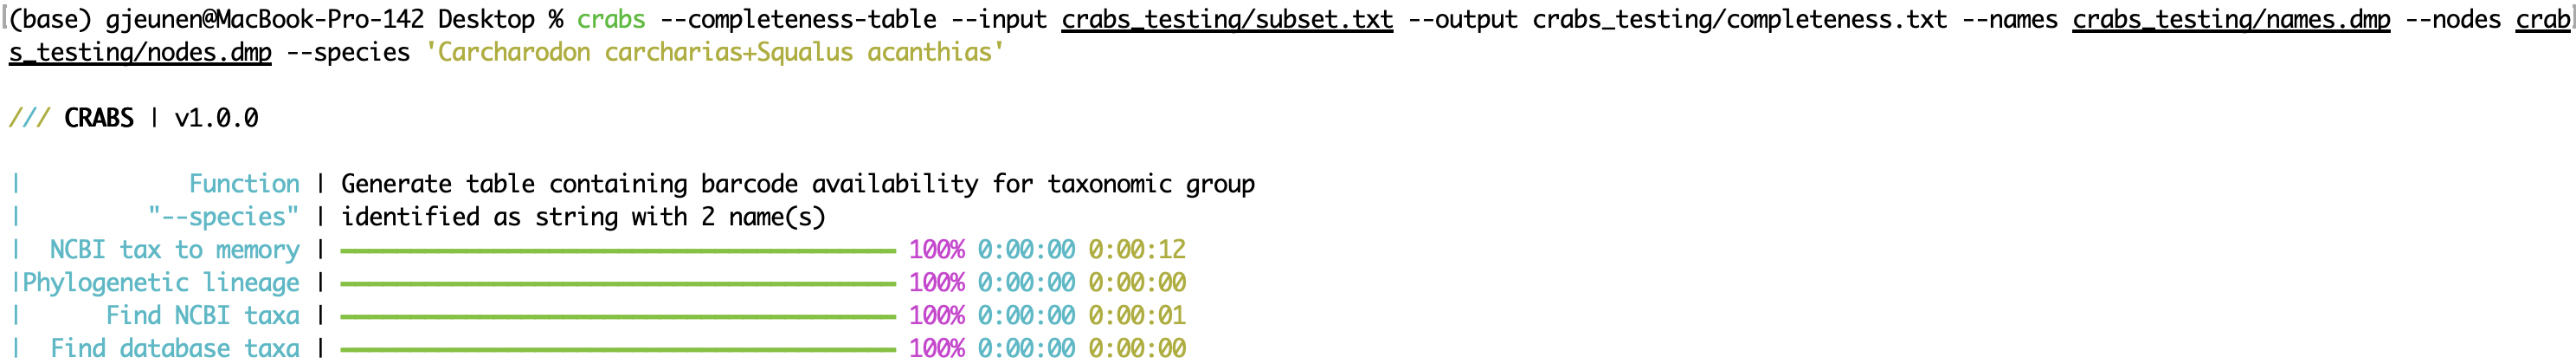 (base) gjeunen@MacBook-Pro-142 Desktop % crabs --completeness-table --input crabs_testing/subset.txt --output crabs_testing/completeness.txt --names crabs_testing/names.dmp --nodes crab
s_testing/nodes.dmp --species 'Carcharodon carcharias+Squalus acanthias'
/// CRABS | v1.0.0
| Function | Generate table containing barcode availability for taxonomic group
| "--species" | identified as string with 2 name(s)
| NCBI tax to memory | 100% 0:00:00 0:00:12
|Phylogenetic lineage | 100% 0:00:00 0:00:00
| Find NCBI taxa | 100% 0:00:00 0:00:01
| Find database taxa | 100% 0:00:00 0:00:00